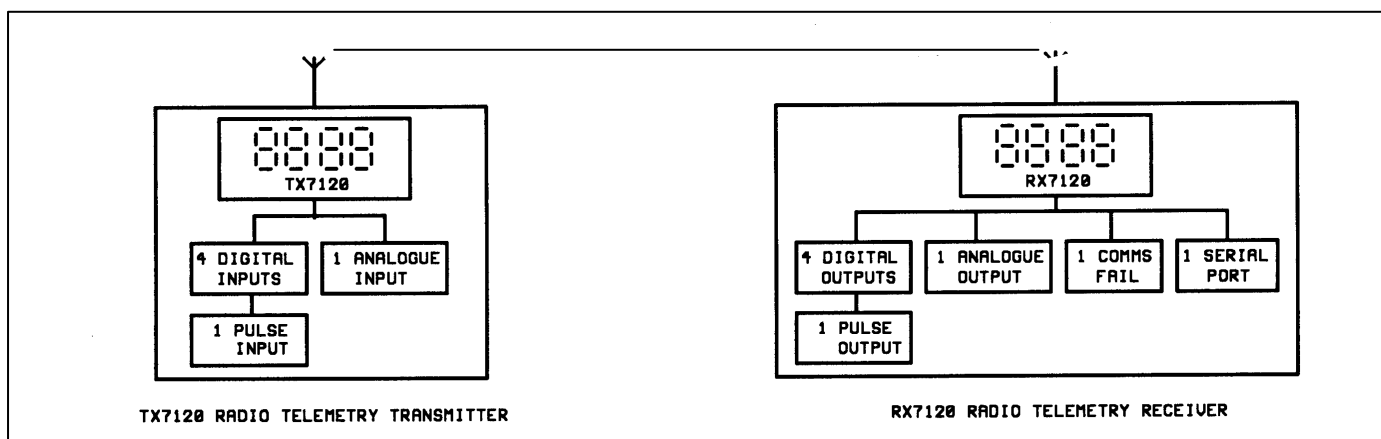 8888
TX7120
4 DIGITAL
INPUTS
1 ANALOGUE
INPUT
1 PULSE
INPUT
TX7120 RADIO TELEMETRY TRANSMITTER
8888
RX7120
4 DIGITAL
OUTPUTS
1 ANALOGUE
OUTPUT
1 COMMS
FAIL
1 SERIAL
PORT
1 PULSE
OUTPUT
RX7120 RADIO TELEMETRY RECEIVER